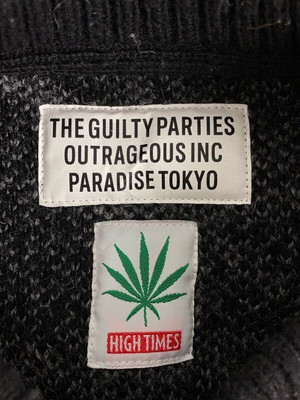 THE GUILTY PARTIES
OUTRAGEOUS INC
PARADISE TOKYO
HIGH TIMES